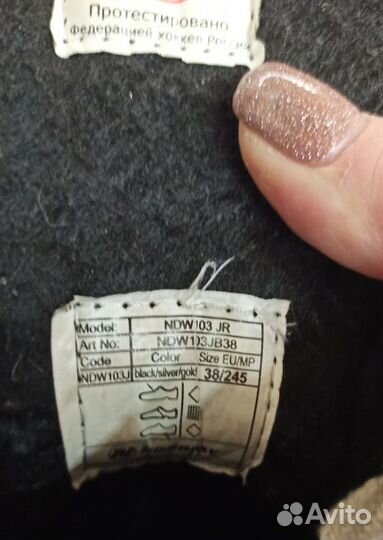 Протестировано
Федерацией хоккея России
Model: NDW103 JR
Art No: NDW103JB38
Code Color Size EU/MP
NDW103J black/silver/gold 38/245
Avito